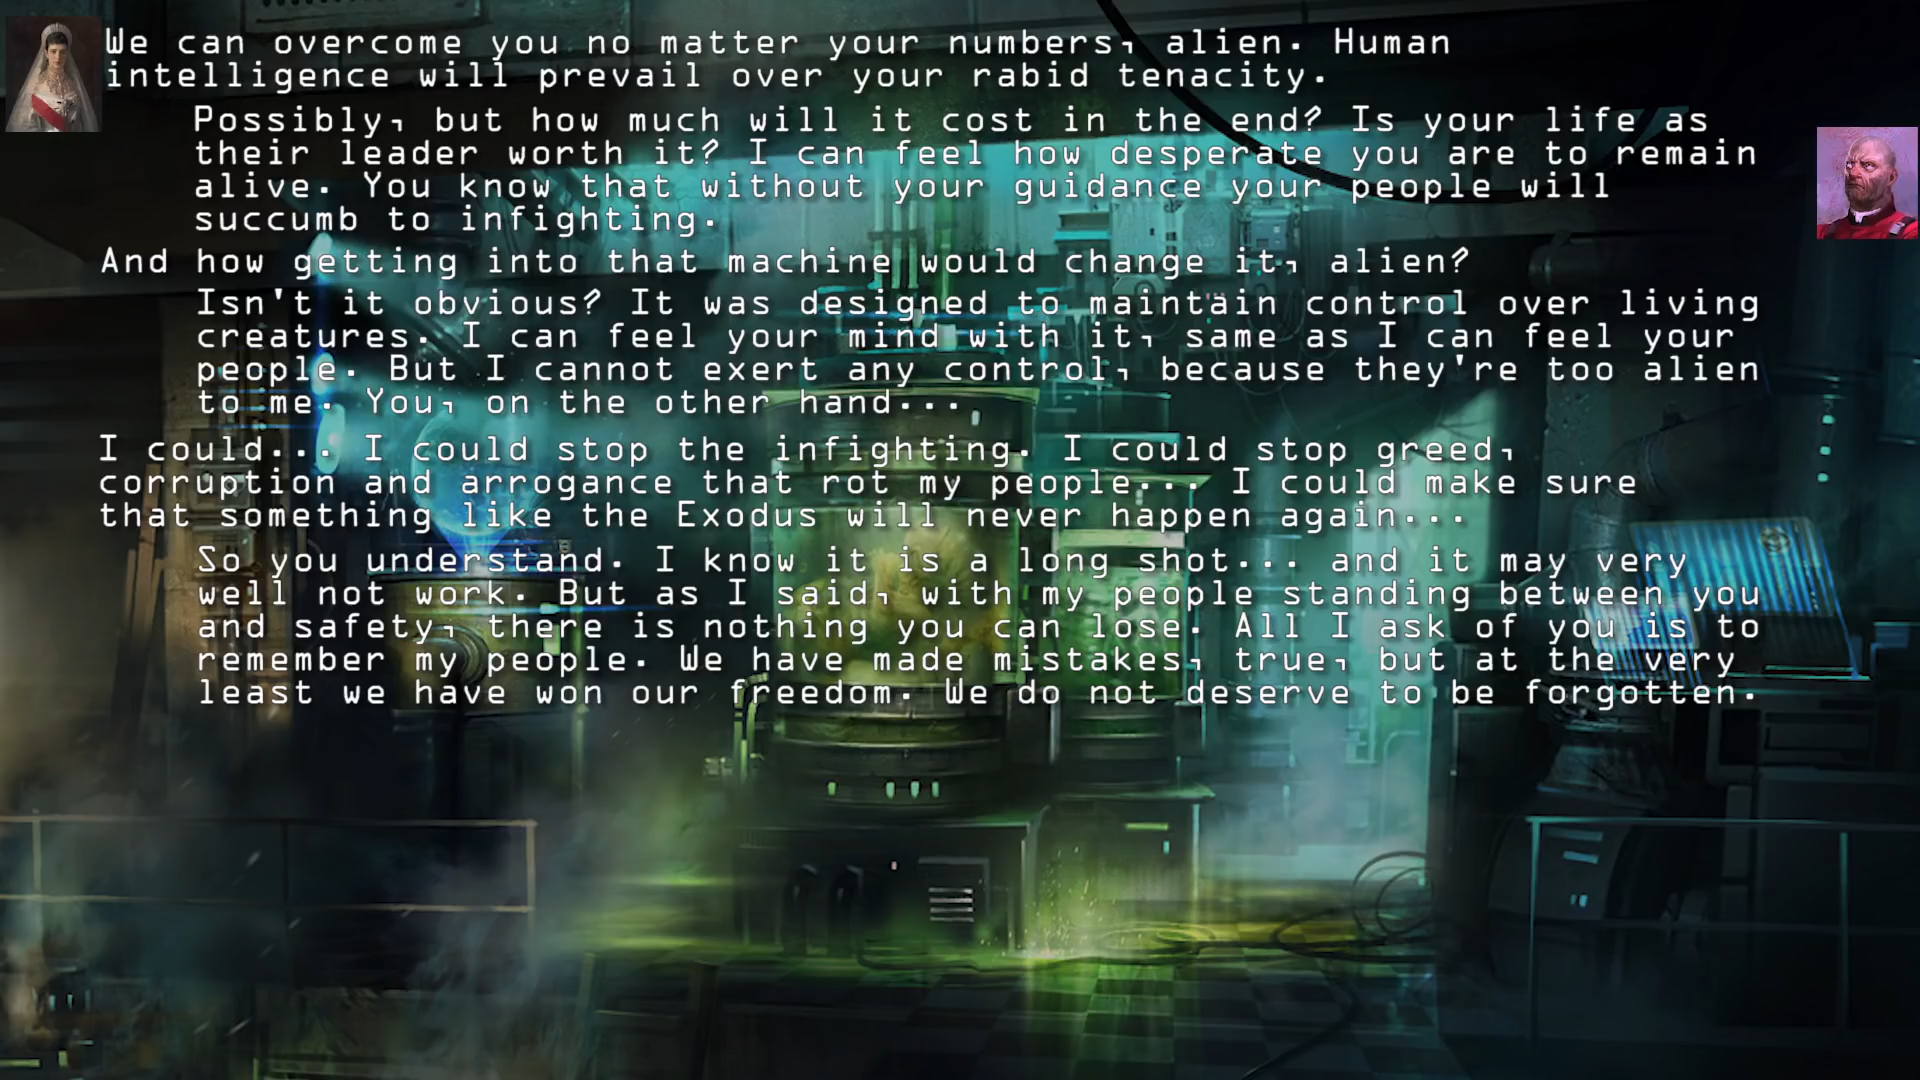 We can overcome you no matter your numbers, alien. Human
intelligence will prevail over your rabid tenacity.
Possibly, but how much will it cost in the end? Is your life as
their leader worth it? I can feel how desperate you are to remain
alive. You know that without your guidance your people will
succumb to infighting.
And how getting into that machine would change it, alien?
Isn't it obvious? It was designed to maintain control over living
creatures. I can feel your mind with it, same as I can feel your
people. But I cannot exert any control, because they're too alien
to me. You, on the other hand...
I could... I could stop the infighting. I could stop greed,
corruption and arrogance that rot my people... I could make sure
that something like the Exodus will never happen again...
So you understand. I know it is a long shot... and it may very
well not work. But as I said, with my people standing between you
and safety, there is nothing you can lose. All I ask of you is to
remember my people. We have made mistakes, true, but at the very
least we have won our freedom. We do not deserve to be forgotten.